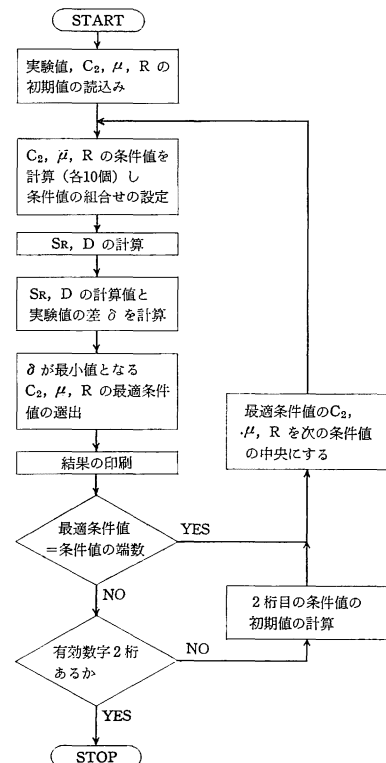 START
実験値, C₂, μ, R の
初期値の読込み
C₂, μ, R の条件値を
計算（各10個）し
条件値の組合せの設定
SR, D の計算
SR, D の計算値と
実験値の差 δ を計算
δ が最小値となる
C₂, μ, R の最適条件
値の選出
結果の印刷
最適条件値
＝条件値の端数
YES
NO
有効数字2桁
あるか
NO
YES
STOP
最適条件値のC₂,
μ, R を次の条件値
の中央にする
2桁目の条件値の
初期値の計算